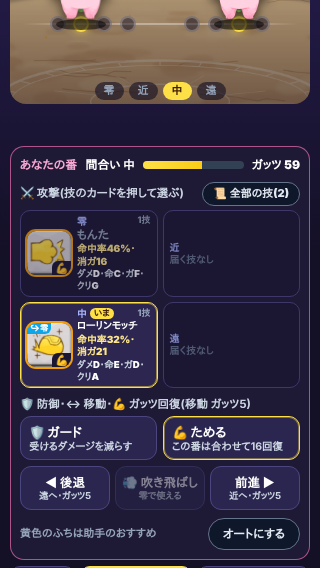 零 近 中 遠
あなたの番 間合い 中 ガッツ 59
⚔️ 攻撃(技のカードを押して選ぶ) 📜 全部の技(2)
零 1技
もんた
命中率46%・
消ガ16
ダメD・命C・ガF・
クリG
近
届く技なし
中 いま 1技
↪零
ローリンモッチ
命中率32%・
消ガ21
ダメD・命E・ガD・
クリA
遠
届く技なし
🛡️ 防御・↔ 移動・💪 ガッツ回復(移動 ガッツ5)
🛡️ ガード
受けるダメージを減らす
💪 ためる
この番は合わせて16回復
◀ 後退
遠へ・ガッツ5
💨 吹き飛ばし
零で使える
前進 ▶
近へ・ガッツ5
黄色のふちは助手のおすすめ
オートにする